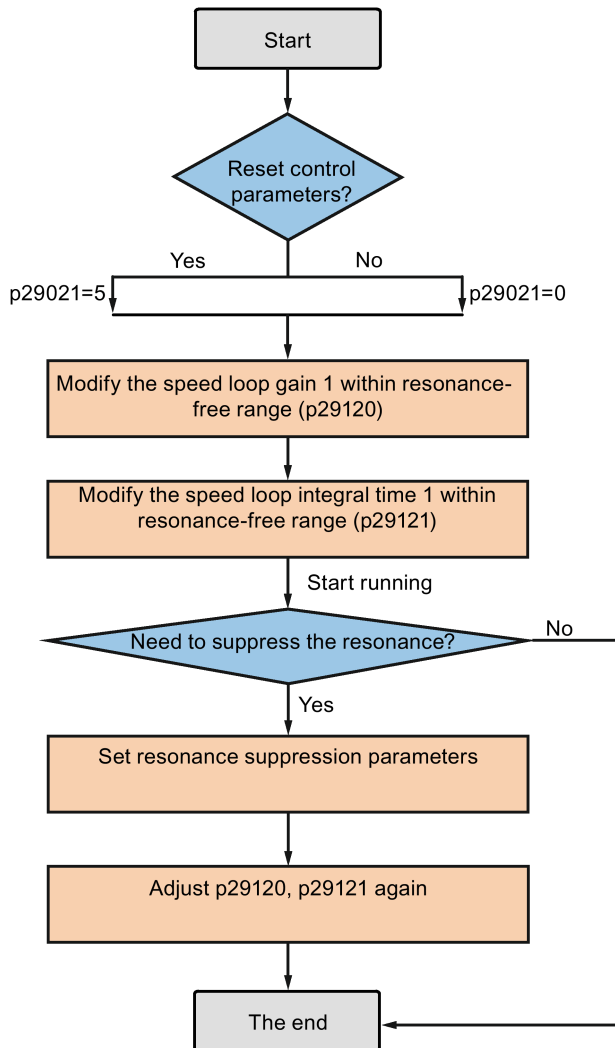 Start
Reset control
parameters?
Yes
No
p29021=5
p29021=0
Modify the speed loop gain 1 within resonance-
free range (p29120)
Modify the speed loop integral time 1 within
resonance-free range (p29121)
Start running
Need to suppress the resonance?
No
Yes
Set resonance suppression parameters
Adjust p29120, p29121 again
The end